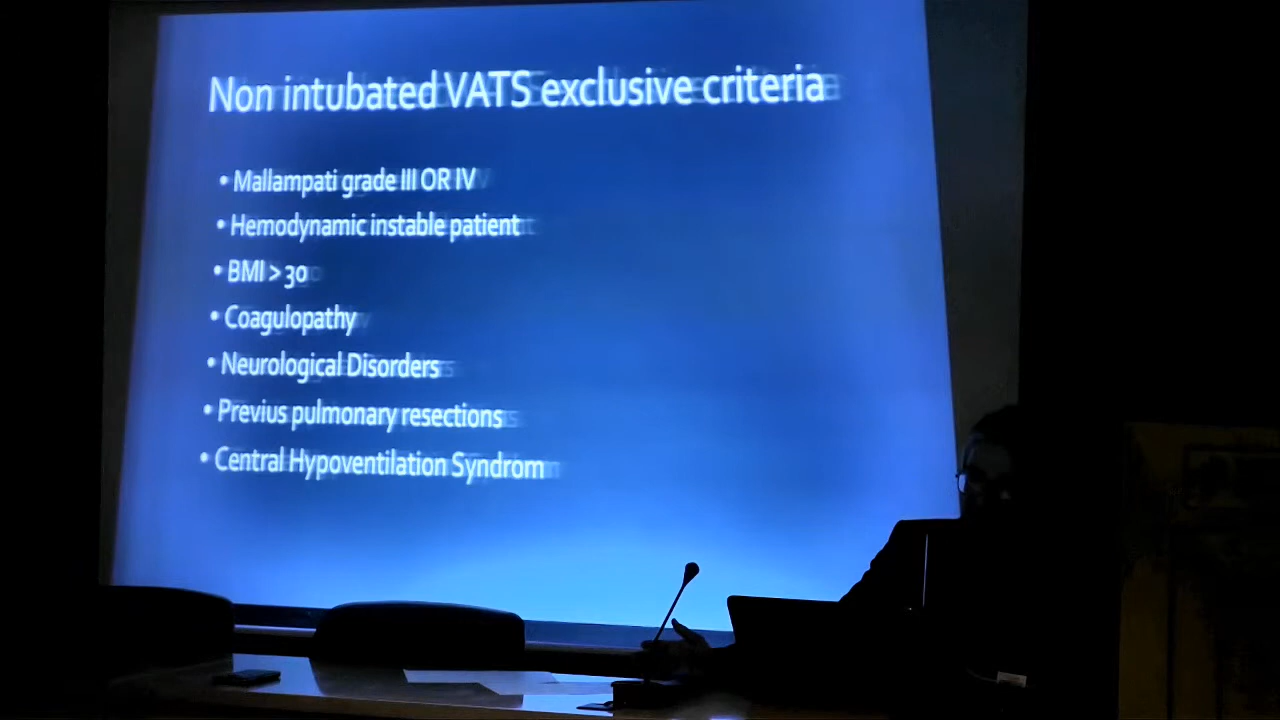 Non intubated VATS exclusive criteria
• Mallampati grade III OR IV
• Hemodynamic instable patient
• BMI > 30
• Coagulopathy
• Neurological Disorders
• Previus pulmonary resections
• Central Hypoventilation Syndrom